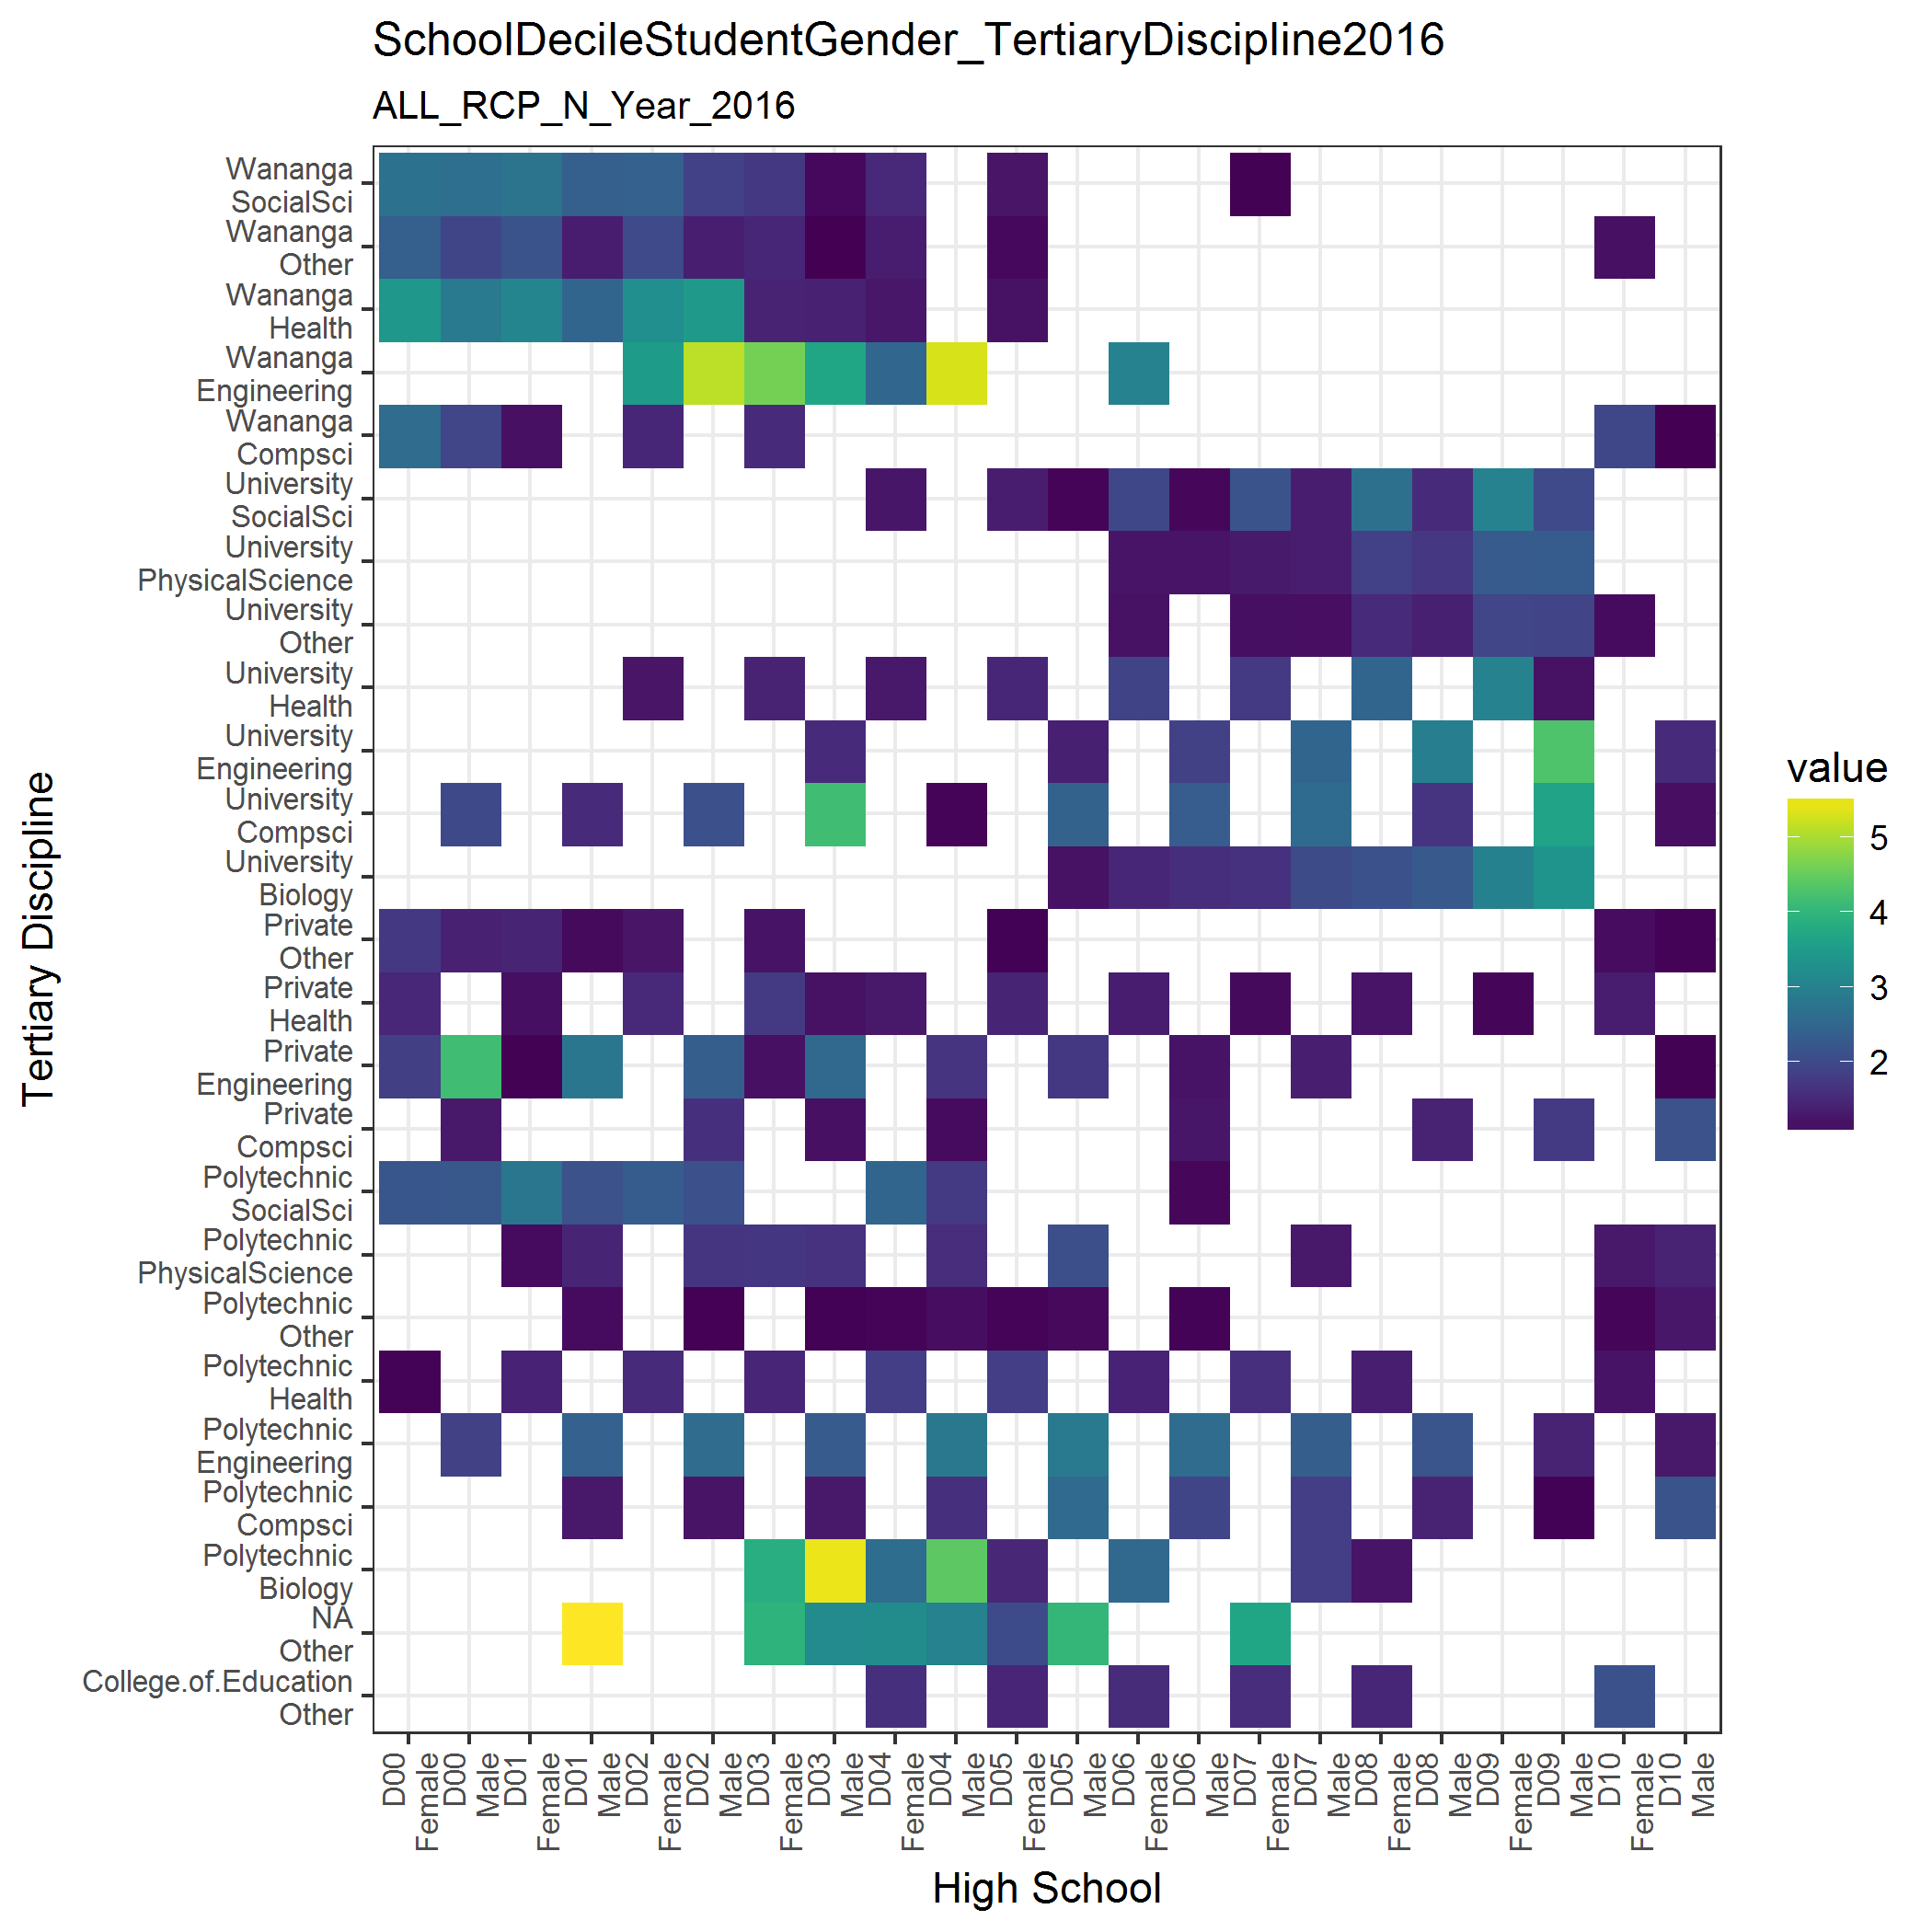 SchoolDecileStudentGender_TertiaryDiscipline2016
ALL_RCP_N_Year_2016
Tertiary Discipline
Wananga
SocialSci
Wananga
Other
Wananga
Health
Wananga
Engineering
Wananga
Compsci
University
SocialSci
University
PhysicalScience
University
Other
University
Health
University
Engineering
University
Compsci
University
Biology
Private
Other
Private
Health
Private
Engineering
Private
Compsci
Polytechnic
SocialSci
Polytechnic
PhysicalScience
Polytechnic
Other
Polytechnic
Health
Polytechnic
Engineering
Polytechnic
Compsci
Polytechnic
Biology
NA
Other
College.of.Education
Other
D00
Female
D00
Male
D01
Female
D01
Male
D02
Female
D02
Male
D03
Female
D03
Male
D04
Female
D04
Male
D05
Female
D05
Male
D06
Female
D06
Male
D07
Female
D07
Male
D08
Female
D08
Male
D09
Female
D09
Male
D10
Female
D10
Male
High School
value
5
4
3
2